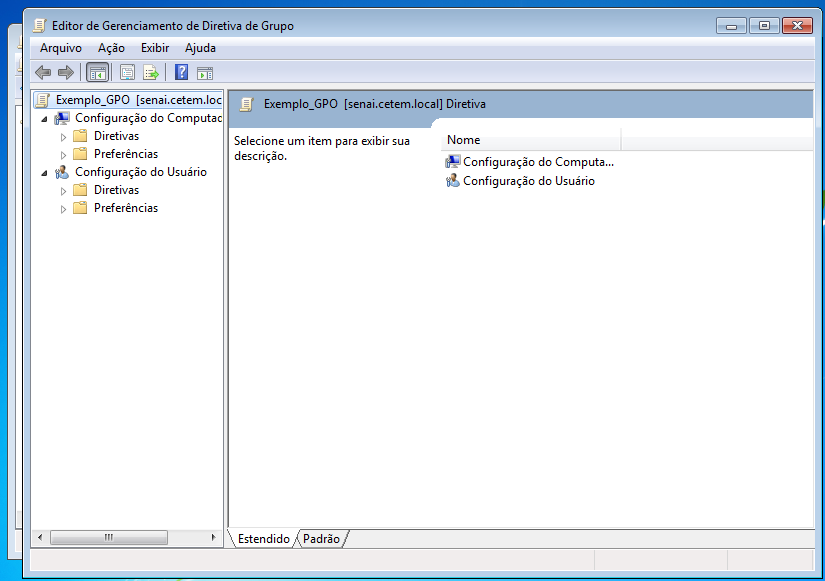 Editor de Gerenciamento de Diretiva de Grupo
Arquivo Ação Exibir Ajuda
Exemplo_GPO [senai.cetem.loc
Configuração do Computac
Diretivas
Preferências
Configuração do Usuário
Diretivas
Preferências
Exemplo_GPO [senai.cetem.local] Diretiva
Selecione um item para exibir sua
descrição.
Nome
Configuração do Computa...
Configuração do Usuário
Estendido Padrão